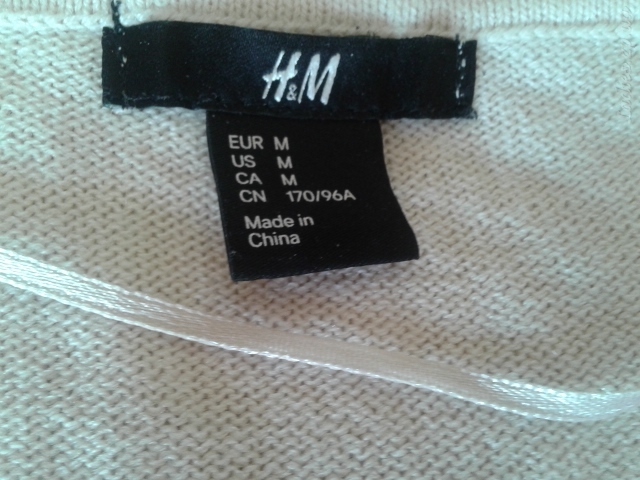 H&M
EUR M
US M
CA M
CN 170/96A
Made in
China